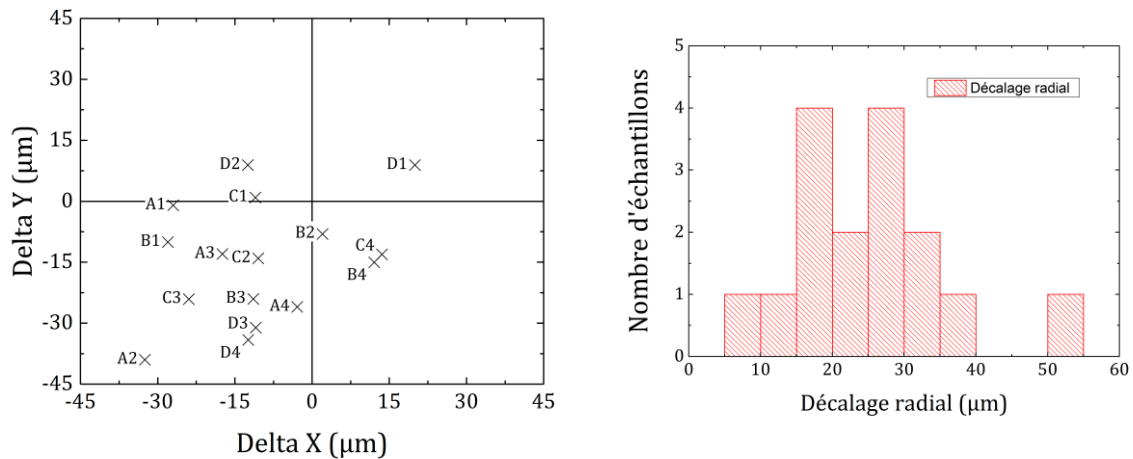 45
30
15
0
-15
-30
-45
Delta Y (µm)
D2
D1
C1
A1
B2
B1
A3
C2
C4
B4
C3
B3
A4
D3
D4
A2
-45
-30
-15
0
15
30
45
Delta X (µm)
5
4
3
2
1
0
Nombre d'échantillons
Décalage radial
0
10
20
30
40
50
60
Décalage radial (µm)